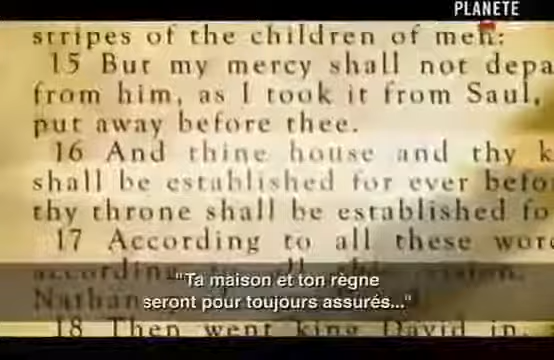 PLANETE
stripes of the children of men:
15 But my mercy shall not depa
from him, as I took it from Saul,
put away before thee.
16 And thine house and thy k
shall be established for ever befo
thy throne shall be established fo
17 According to all these wor
according
"Ta maison et ton règne
Nathan
seront pour toujours assurés..."
18 Then went king David in,